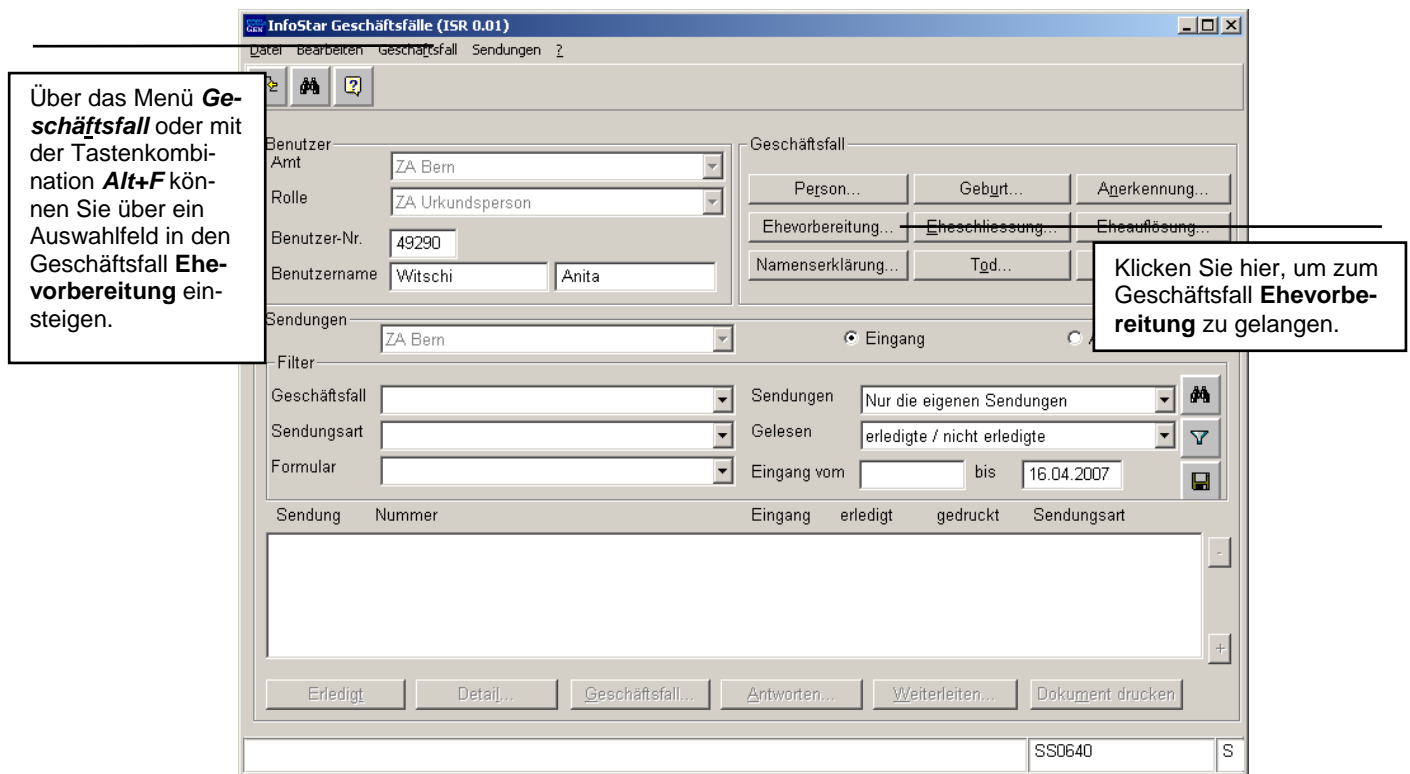 COOL:
GEN
InfoStar Geschäftsfälle (ISR 0.01)
Datei Bearbeiten Geschäftsfall Sendungen ?
Über das Menü Ge-
schäftsfall oder mit
der Tastenkombi-
nation Alt+F kön-
nen Sie über ein
Auswahlfeld in den
Geschäftsfall Ehe-
vorbereitung ein-
steigen.
Benutzer
Amt ZA Bern
Rolle ZA Urkundsperson
Benutzer-Nr. 49290
Benutzername Witschi Anita
Geschäftsfall
Person... Geburt... Anerkennung...
Ehevorbereitung... Eheschliessung... Eheauflösung...
Namenserklärung... Tod...
Klicken Sie hier, um zum
Geschäftsfall Ehevorbe-
reitung zu gelangen.
Sendungen ZA Bern Eingang
Filter
Geschäftsfall Sendungen Nur die eigenen Sendungen
Sendungsart Gelesen erledigte / nicht erledigte
Formular Eingang vom bis 16.04.2007
Sendung Nummer Eingang erledigt gedruckt Sendungsart
-
+
Erledigt Detail... Geschäftsfall... Antworten... Weiterleiten... Dokument drucken
SS0640 S